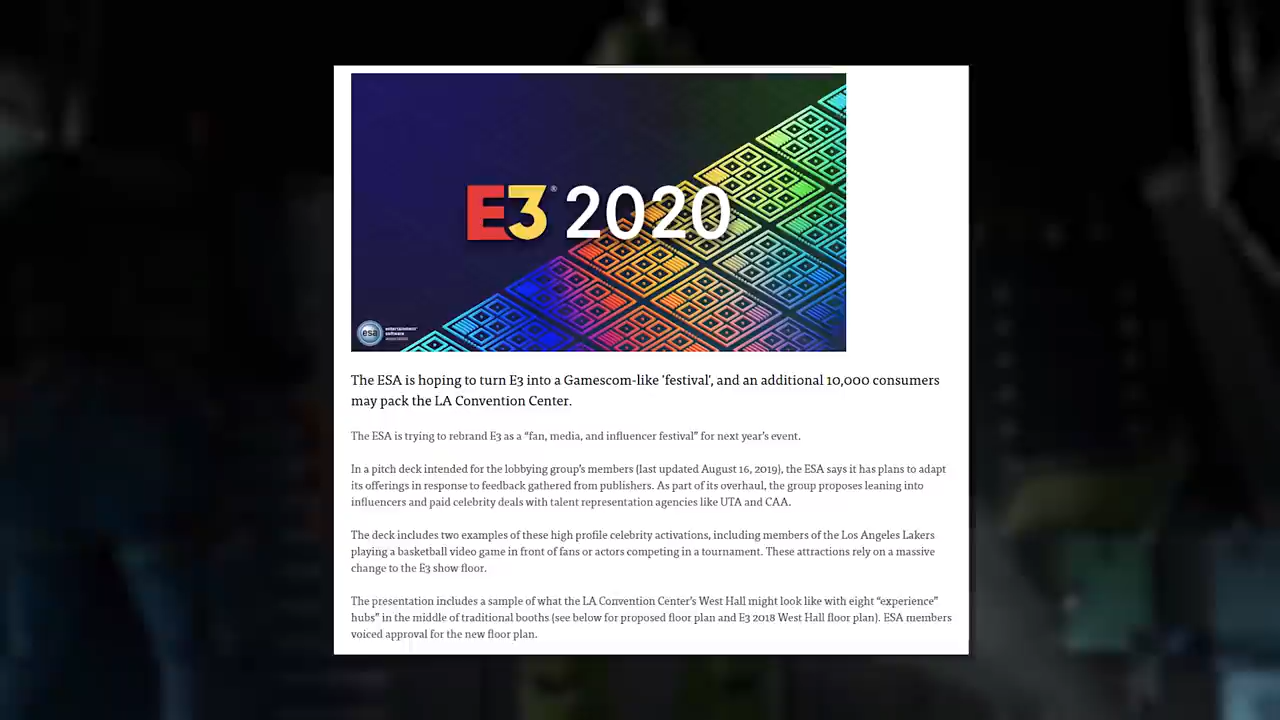 E3® 2020
esa entertainment® software
The ESA is hoping to turn E3 into a Gamescom-like 'festival', and an additional 10,000 consumers
may pack the LA Convention Center.
The ESA is trying to rebrand E3 as a “fan, media, and influencer festival” for next year’s event.
In a pitch deck intended for the lobbying group’s members (last updated August 16, 2019), the ESA says it has plans to adapt
its offerings in response to feedback gathered from publishers. As part of its overhaul, the group proposes leaning into
influencers and paid celebrity deals with talent representation agencies like UTA and CAA.
The deck includes two examples of these high profile celebrity activations, including members of the Los Angeles Lakers
playing a basketball video game in front of fans or actors competing in a tournament. These attractions rely on a massive
change to the E3 show floor.
The presentation includes a sample of what the LA Convention Center’s West Hall might look like with eight “experience”
hubs” in the middle of traditional booths (see below for proposed floor plan and E3 2018 West Hall floor plan). ESA members
voiced approval for the new floor plan.